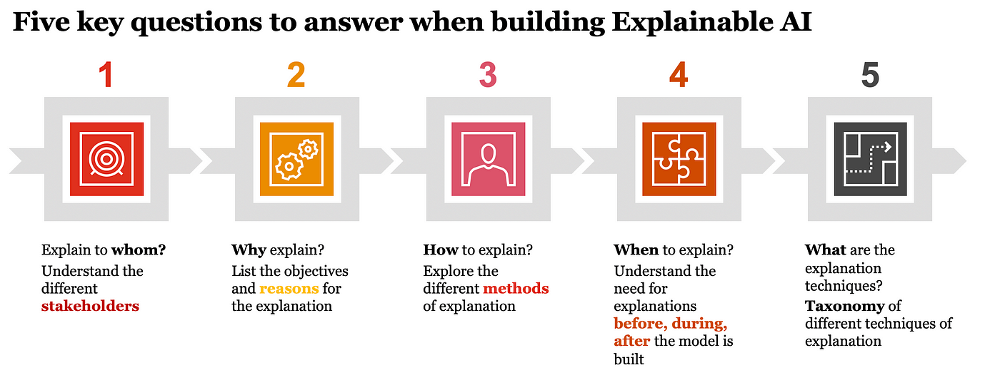 Five key questions to answer when building Explainable AI
1
2
3
4
5
Explain to whom?
Understand the
different
stakeholders
Why explain?
List the objectives
and reasons for
the explanation
How to explain?
Explore the
different methods
of explanation
When to explain?
Understand the
need for
explanations
before, during,
after the model is
built
What are the
explanation
techniques?
Taxonomy of
different techniques of
explanation